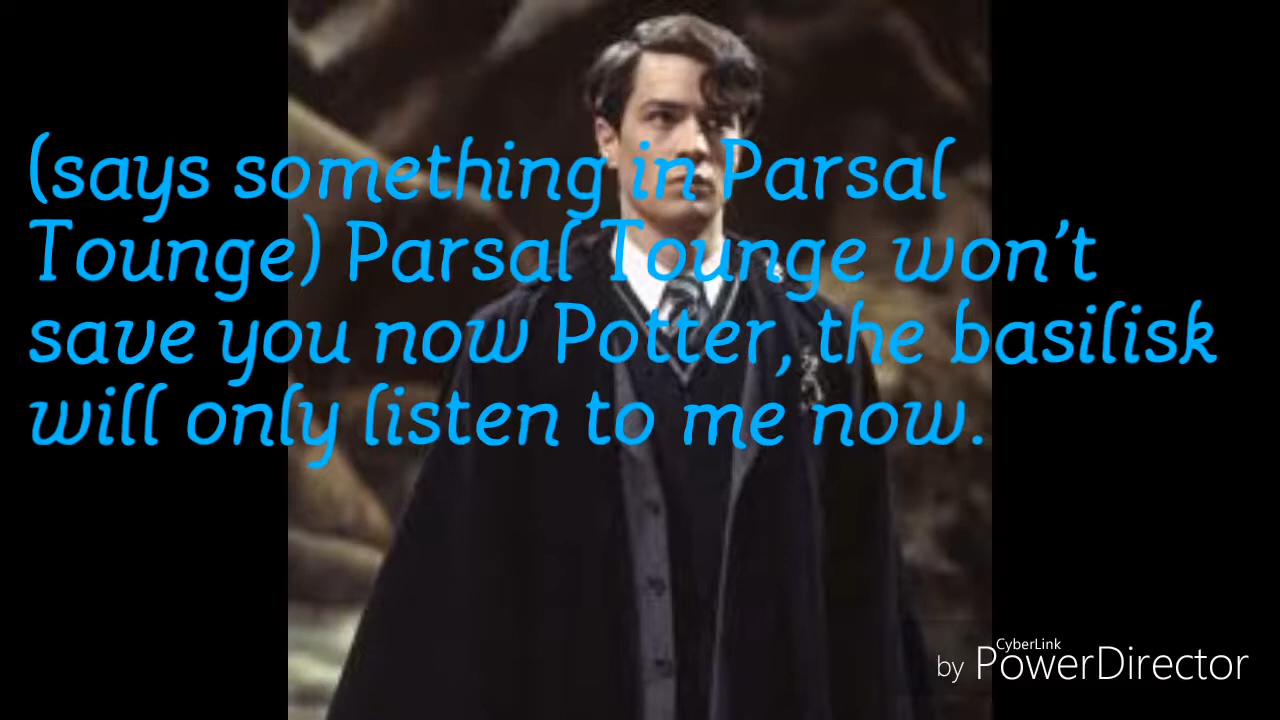 (says something in Parsal
Tounge) Parsal Tounge won't
save you now Potter, the basilisk
will only listen to me now.
CyberLink
by PowerDirector